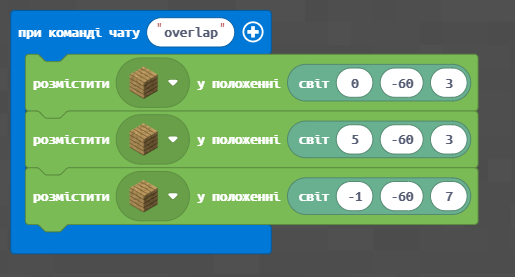 при команді чату "overlap"
розмістити у положенні світ 0 -60 3
розмістити у положенні світ 5 -60 3
розмістити у положенні світ -1 -60 7